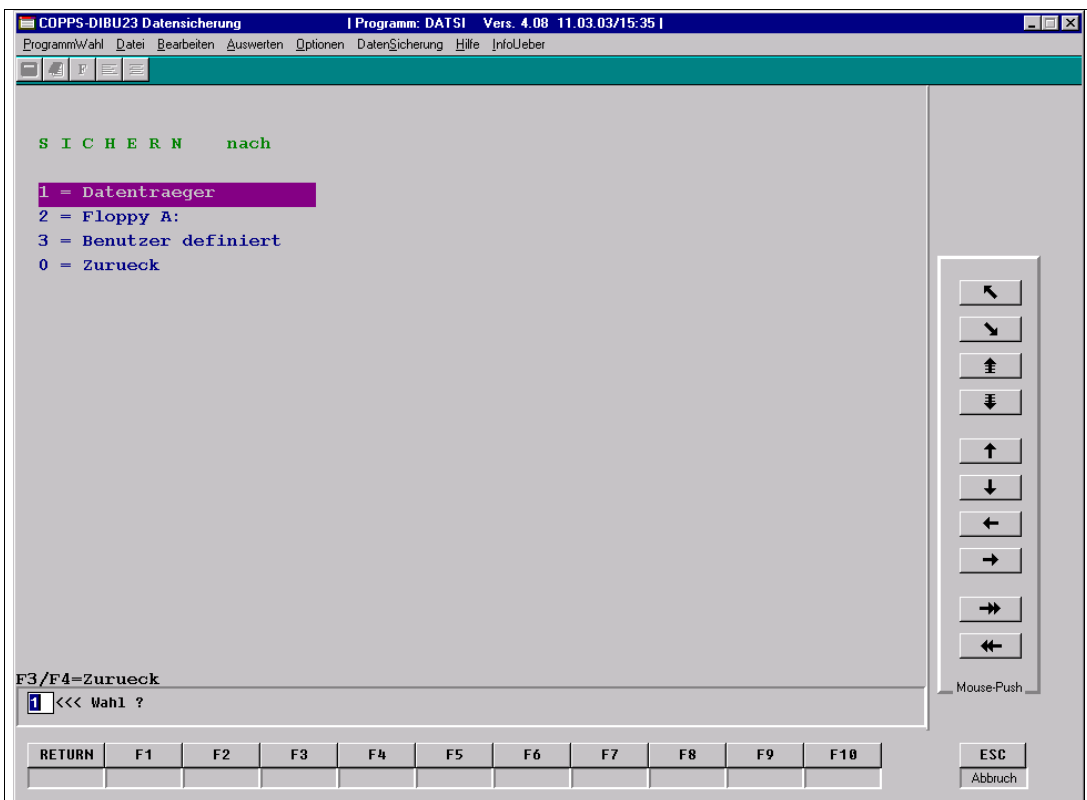 COPPS-DIBU23 Datensicherung | Programm: DATSI Vers. 4.08 11.03.03/15:35 |
ProgrammWahl Datei Bearbeiten Auswerten Optionen DatenSicherung Hilfe InfoUeber
F
S I C H E R N nach
1 = Datentraeger
2 = Floppy A:
3 = Benutzer definiert
0 = Zurueck
F3/F4=Zurueck
1 <<< Wahl ?
Mouse-Push
RETURN F1 F2 F3 F4 F5 F6 F7 F8 F9 F10 ESC
Abbruch